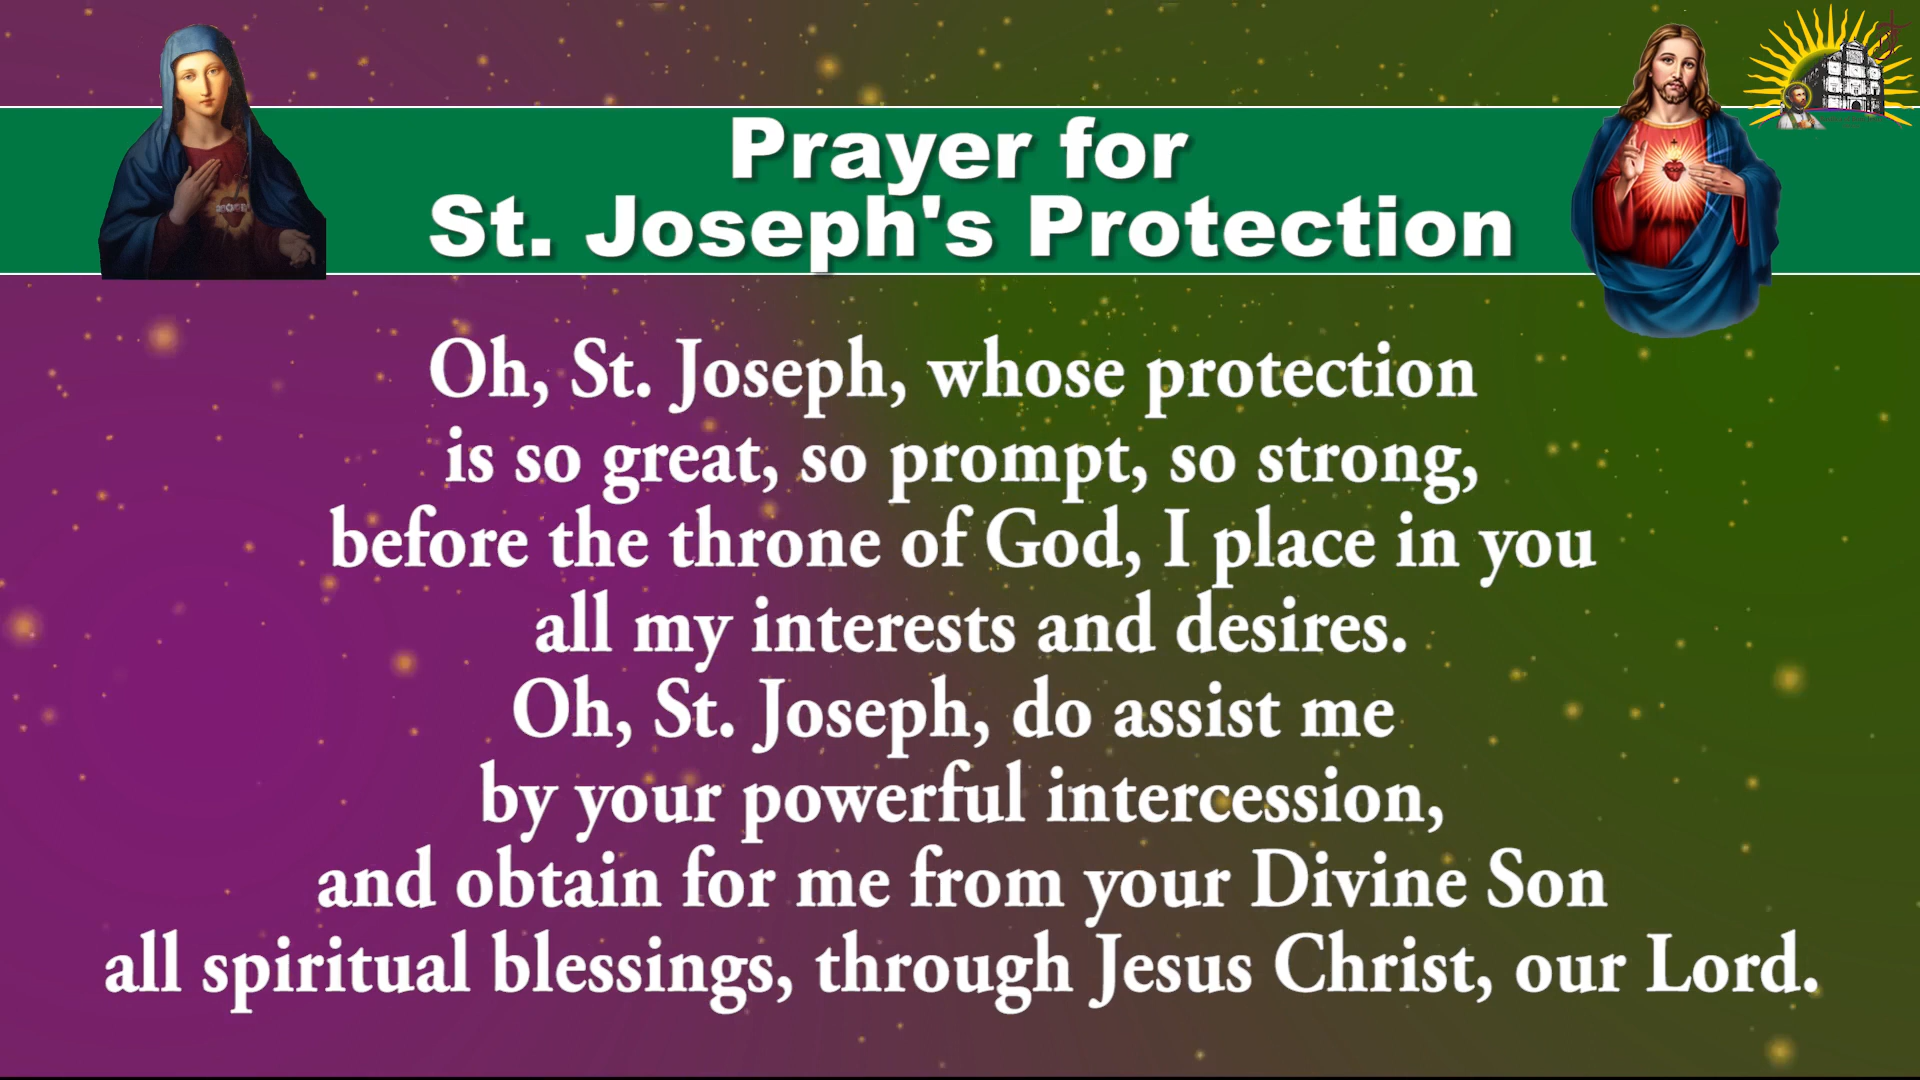 Prayer for
St. Joseph's Protection
Oh, St. Joseph, whose protection
is so great, so prompt, so strong,
before the throne of God, I place in you
all my interests and desires.
Oh, St. Joseph, do assist me
by your powerful intercession,
and obtain for me from your Divine Son
all spiritual blessings, through Jesus Christ, our Lord.